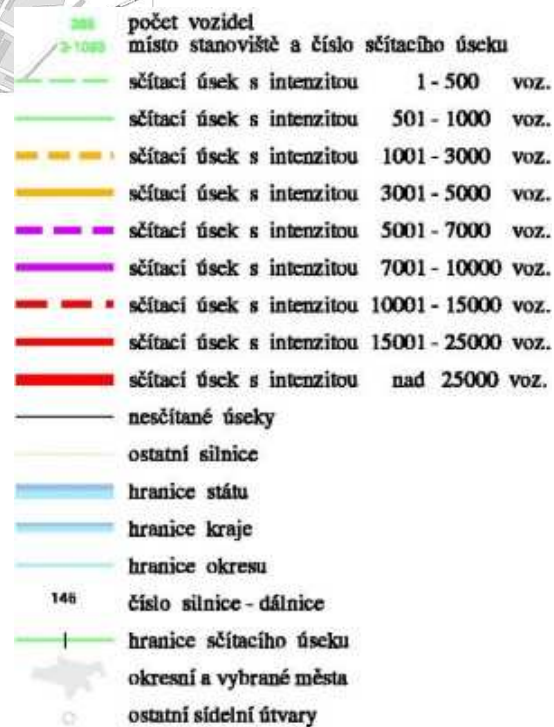 počet vozidel
místo stanoviště a číslo sčítacího úseku
sčítací úsek s intenzitou 1 - 500 voz.
sčítací úsek s intenzitou 501 - 1000 voz.
sčítací úsek s intenzitou 1001 - 3000 voz.
sčítací úsek s intenzitou 3001 - 5000 voz.
sčítací úsek s intenzitou 5001 - 7000 voz.
sčítací úsek s intenzitou 7001 - 10000 voz.
sčítací úsek s intenzitou 10001 - 15000 voz.
sčítací úsek s intenzitou 15001 - 25000 voz.
sčítací úsek s intenzitou nad 25000 voz.
nesčítané úseky
ostatní silnice
hranice státu
hranice kraje
hranice okresu
146 číslo silnice - dálnice
hranice sčítacího úseku
okresní a vybrané města
ostatní sídelní útvary